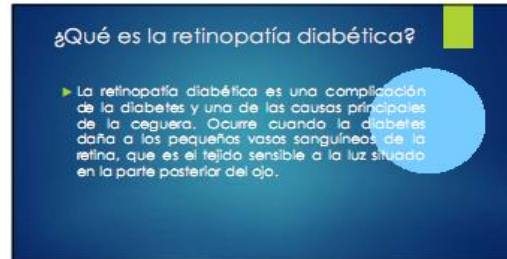 ¿Qué es la retinopatía diabética?
La retinopatía diabética es una complicación
de la diabetes y una de las causas principales
de la ceguera. Ocurre cuando la diabetes
daña a los pequeños vasos sanguíneos de la
retina, que es el tejido sensible a la luz situado
en la parte posterior del ojo.